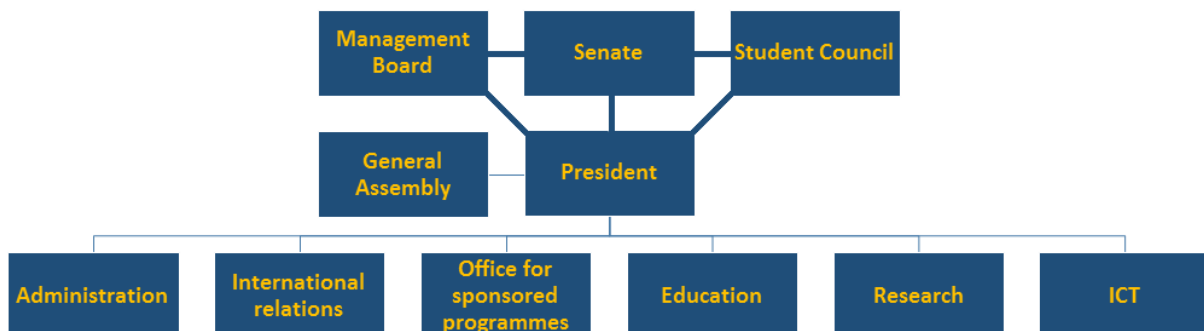 Management
Board
Senate
Student Council
General
Assembly
President
Administration
International
relations
Office for
sponsored
programmes
Education
Research
ICT